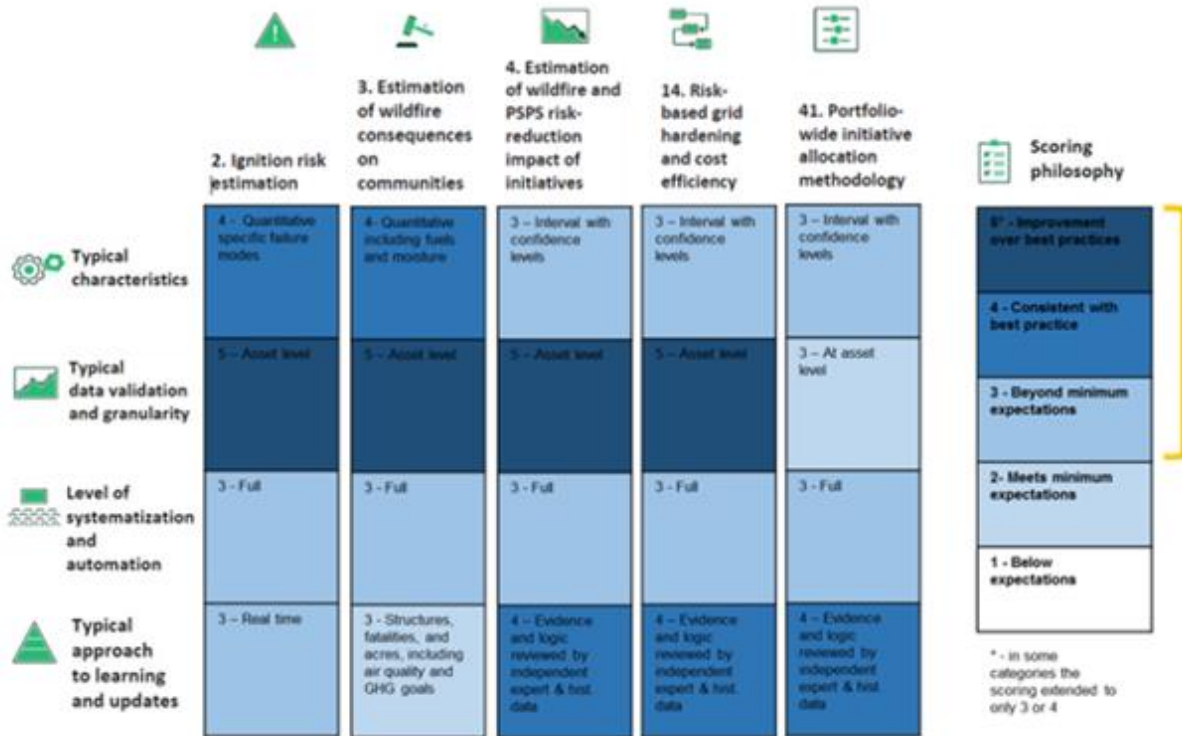 2. Ignition risk
estimation
3. Estimation
of wildfire
consequences
on
communities
4. Estimation
of wildfire and
PSPS risk-
reduction
impact of
initiatives
14. Risk-
based grid
hardening
and cost
efficiency
41. Portfolio-
wide initiative
allocation
methodology
Scoring
philosophy
Typical
characteristics
4 - Quantitative
specific failure
modes
4- Quantitative
including fuels
and moisture
3 – Interval with
confidence
levels
3 – Interval with
confidence
levels
3 – Interval with
confidence
levels
Typical
data validation
and granularity
5 – Asset level
5 – Asset level
5 – Asset level
5 – Asset level
3 – At asset
level
Level of
systematization
and
automation
3 - Full
3 - Full
3 - Full
3 - Full
3 - Full
Typical
approach
to learning
and updates
3 – Real time
3 - Structures,
fatalities, and
acres, including
air quality and
GHG goals
4 – Evidence
and logic
reviewed by
independent
expert & hist.
data
4 – Evidence
and logic
reviewed by
independent
expert & hist.
data
4 – Evidence
and logic
reviewed by
independent
expert & hist.
data
- Improvement
over best practices
4 - Consistent with
best practice
3 - Beyond minimum
expectations
2- Meets minimum
expectations
1 - Below
expectations
* - in some
categories the
scoring extended to
only 3 or 4